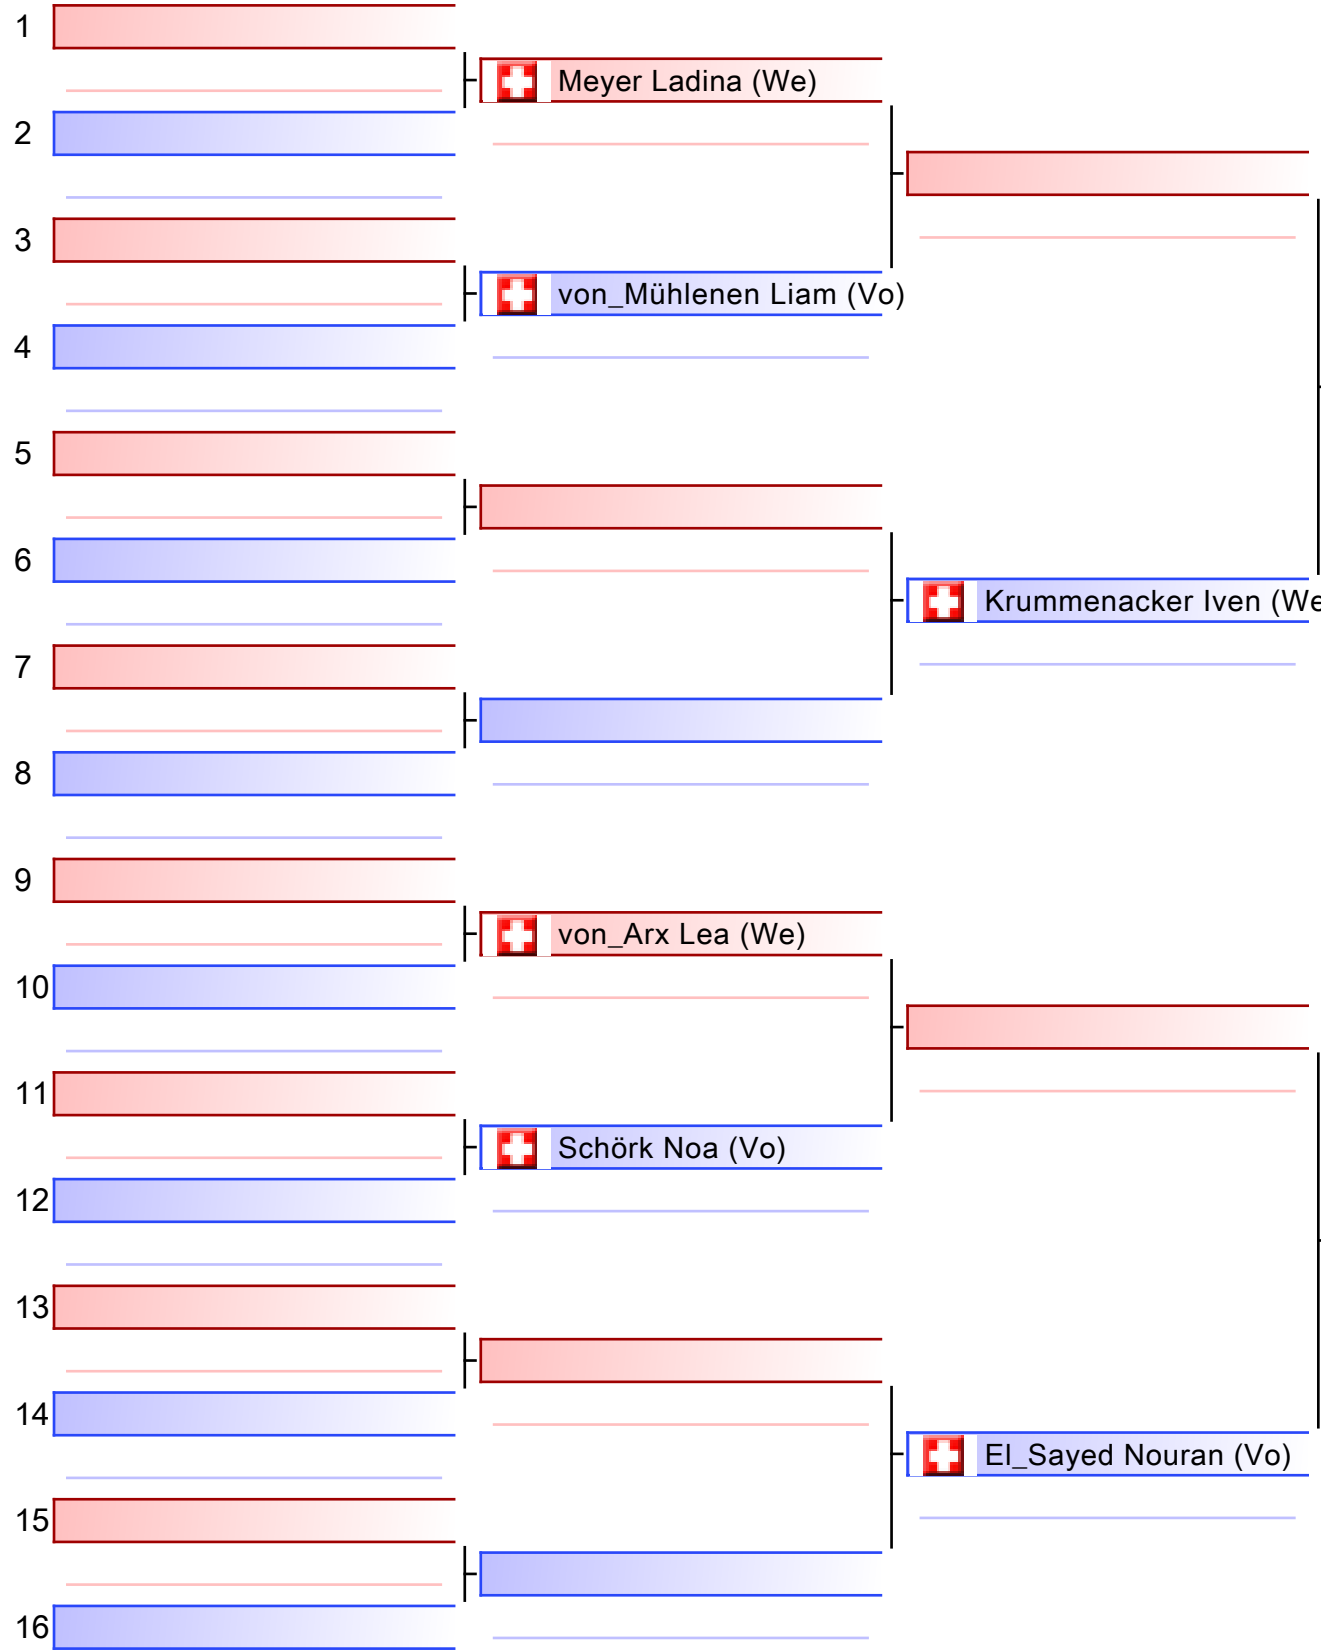 1
Meyer Ladina (We)
2
3
von_Mühlenen Liam (Vo)
4
5
6
Krummenacker Iven (We
7
8
9
von_Arx Lea (We)
10
11
Schörk Noa (Vo)
12
13
14
El_Sayed Nouran (Vo)
15
16